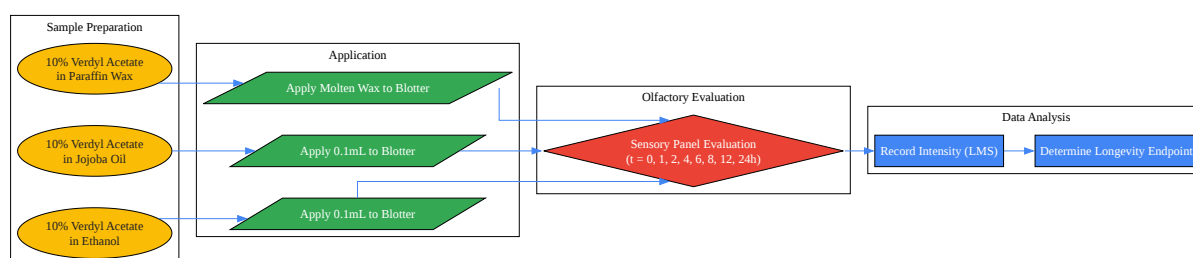 Sample Preparation
10% Verdyl Acetate
in Paraffin Wax
10% Verdyl Acetate
in Jojoba Oil
10% Verdyl Acetate
in Ethanol
Application
Apply Molten Wax to Blotter
Apply 0.1mL to Blotter
Apply 0.1mL to Blotter
Olfactory Evaluation
Sensory Panel Evaluation
(t = 0, 1, 2, 4, 6, 8, 12, 24h)
Data Analysis
Record Intensity (LMS)
Determine Longevity Endpoint